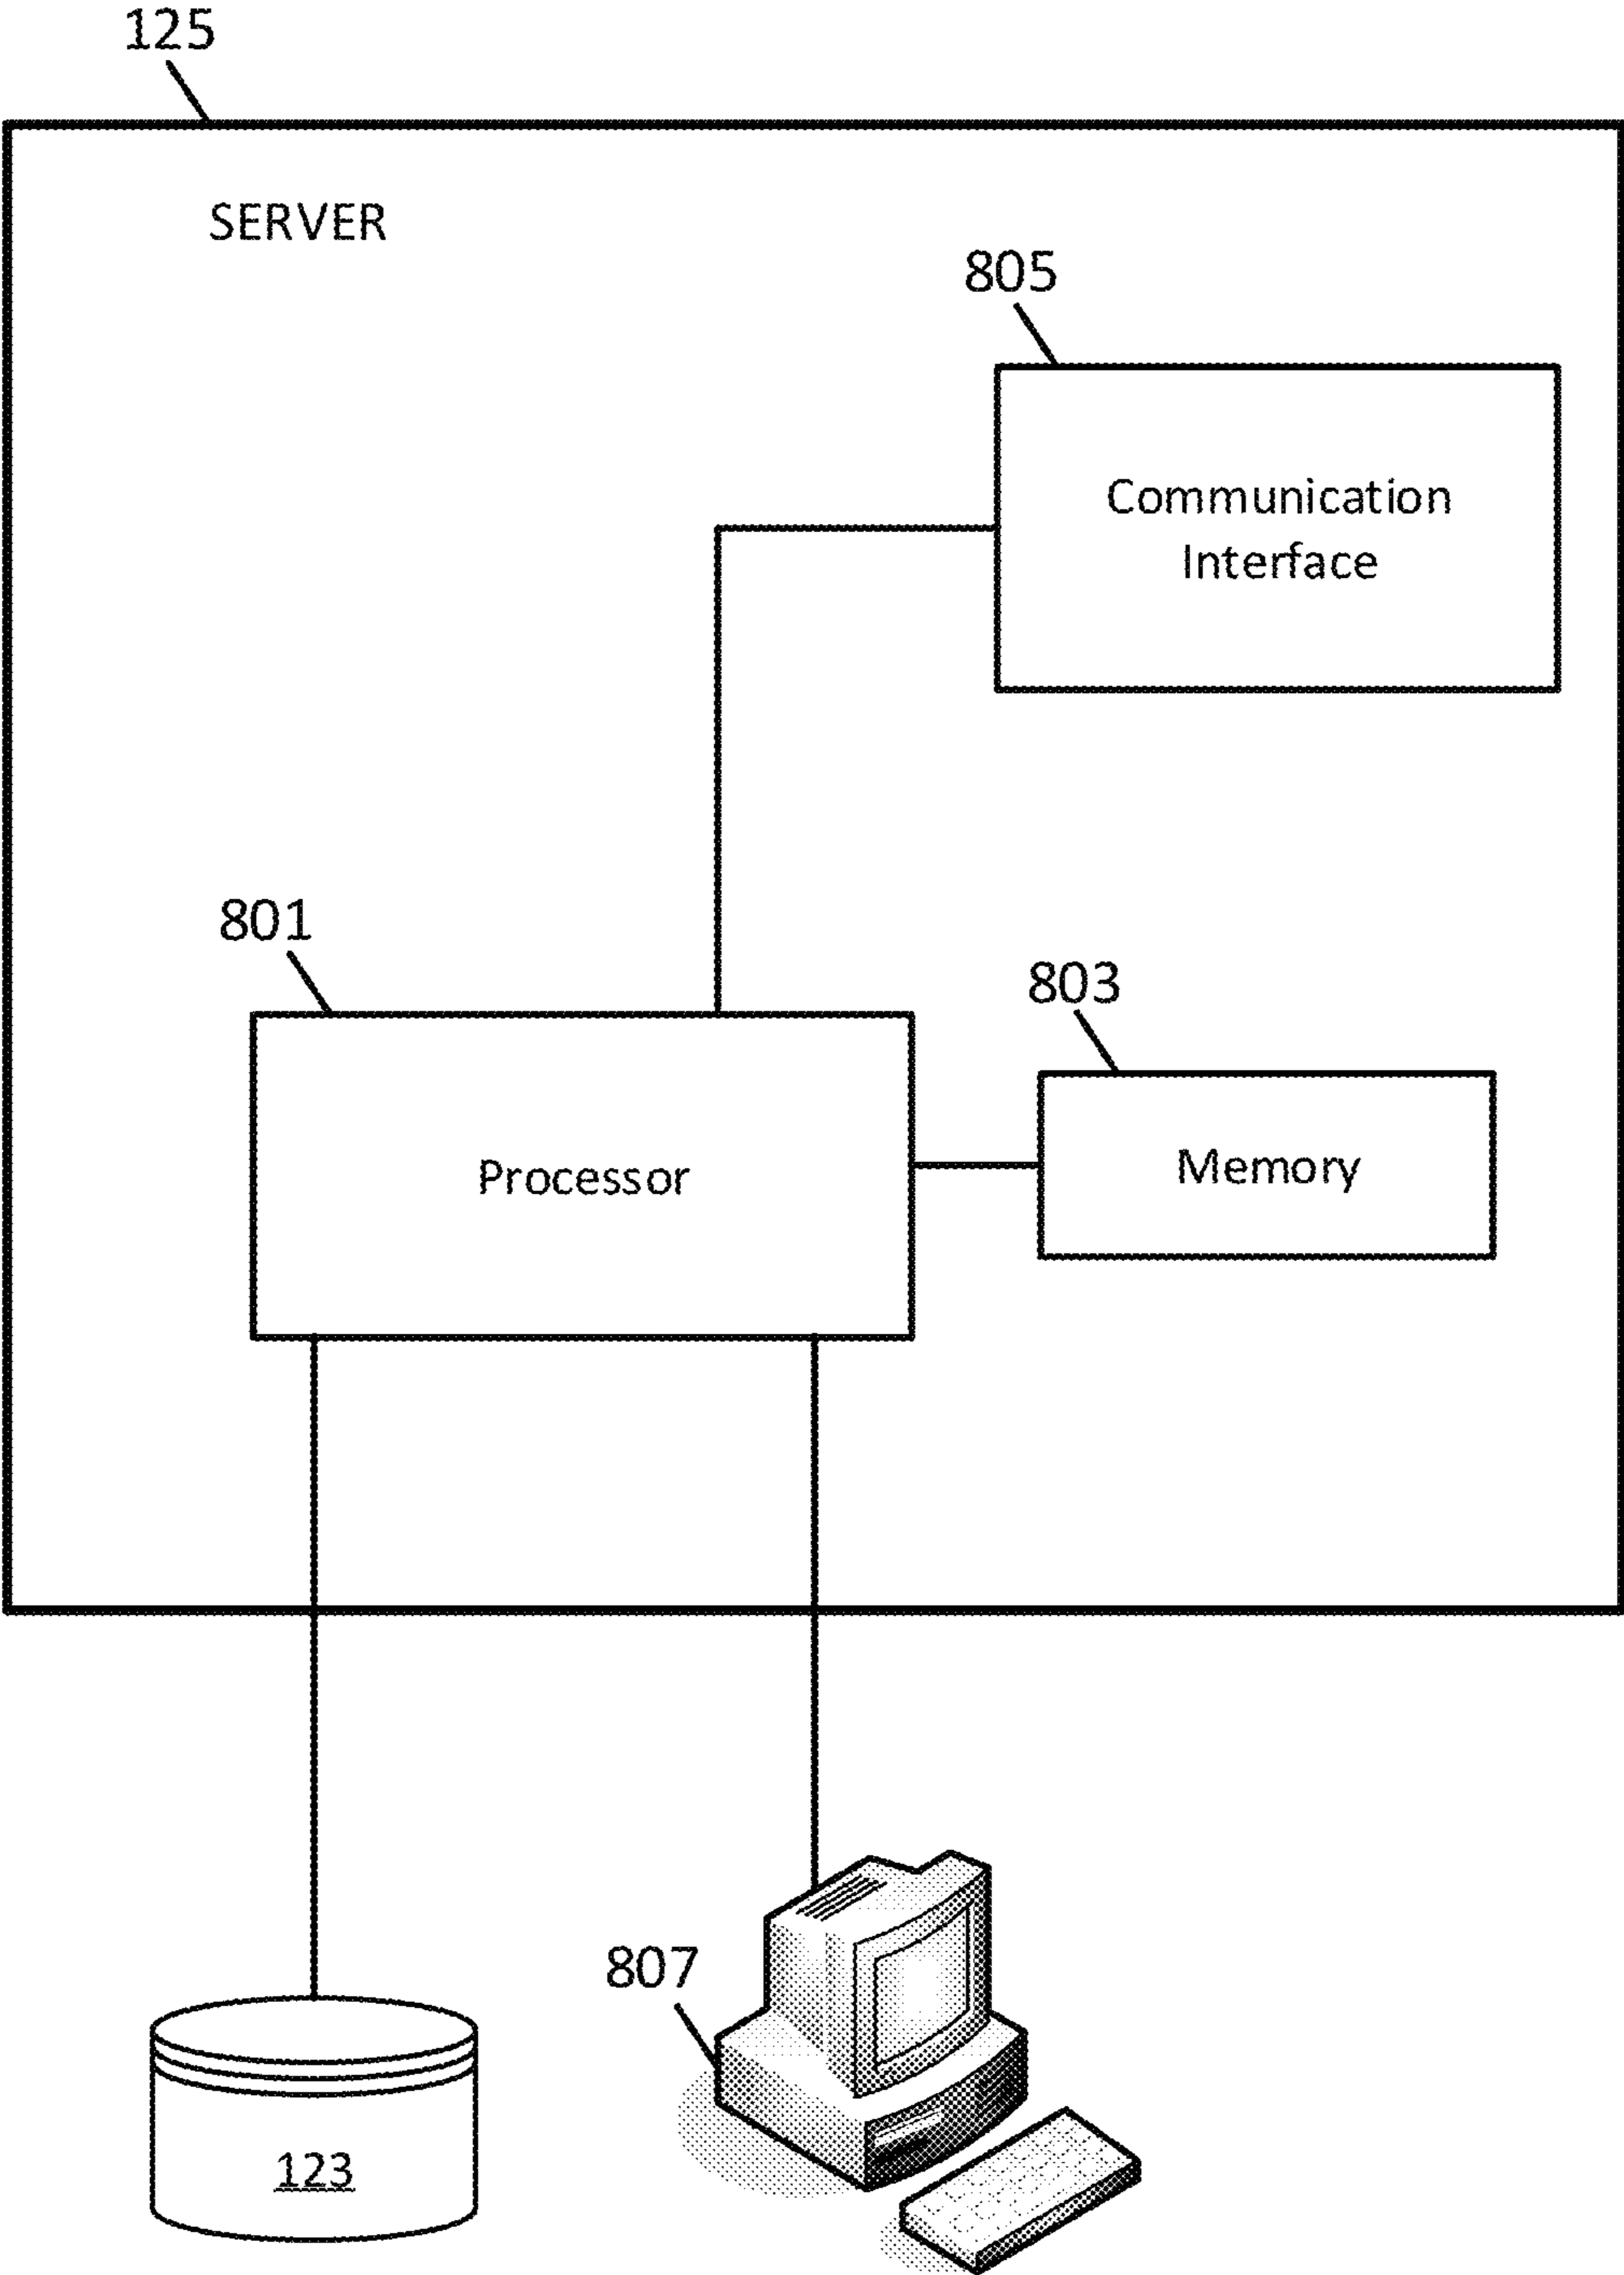 125
SERVER
805
Communication
Interface
801
803
Processor
Memory
807
123